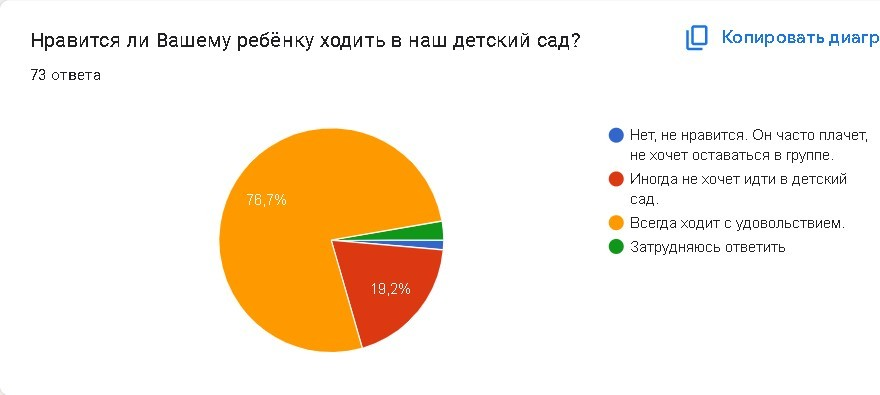 Нравится ли Вашему ребёнку ходить в наш детский сад?
Копировать диагр
73 ответа
Нет, не нравится. Он часто плачет,
не хочет оставаться в группе.
Иногда не хочет идти в детский
сад.
Всегда ходит с удовольствием.
Затрудняюсь ответить
76,7%
19,2%